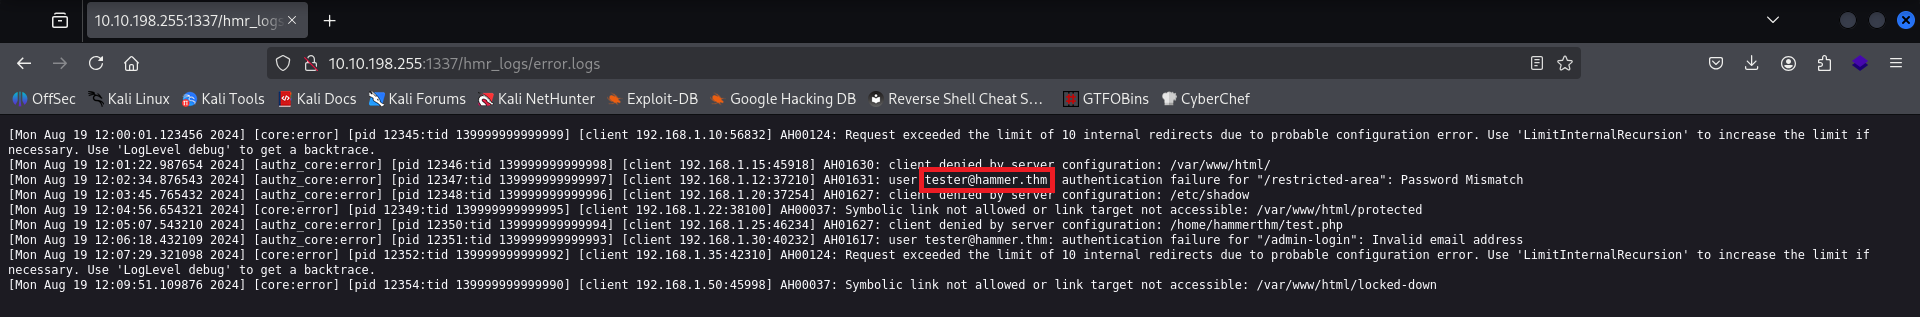 10.10.198.255:1337/hmr_logs
10.10.198.255:1337/hmr_logs/error.logs
OffSec Kali Linux Kali Tools Kali Docs Kali Forums Kali NetHunter Exploit-DB Google Hacking DB Reverse Shell Cheat S… GTFOBins CyberChef
[Mon Aug 19 12:00:01.123456 2024] [core:error] [pid 12345:tid 139999999999999] [client 192.168.1.10:56832] AH00124: Request exceeded the limit of 10 internal redirects due to probable configuration error. Use 'LimitInternalRecursion' to increase the limit if
necessary. Use 'LogLevel debug' to get a backtrace.
[Mon Aug 19 12:01:22.987654 2024] [authz_core:error] [pid 12346:tid 139999999999998] [client 192.168.1.15:45918] AH01630: client denied by server configuration: /var/www/html/
[Mon Aug 19 12:02:34.876543 2024] [authz_core:error] [pid 12347:tid 139999999999997] [client 192.168.1.12:37210] AH01631: user tester@hammer.thm: authentication failure for "/restricted-area": Password Mismatch
[Mon Aug 19 12:03:45.765432 2024] [authz_core:error] [pid 12348:tid 139999999999996] [client 192.168.1.20:37254] AH01627: client denied by server configuration: /etc/shadow
[Mon Aug 19 12:04:56.654321 2024] [core:error] [pid 12349:tid 139999999999995] [client 192.168.1.22:38100] AH00037: Symbolic link not allowed or link target not accessible: /var/www/html/protected
[Mon Aug 19 12:05:07.543210 2024] [authz_core:error] [pid 12350:tid 139999999999994] [client 192.168.1.25:46234] AH01627: client denied by server configuration: /home/hammerthm/test.php
[Mon Aug 19 12:06:18.432109 2024] [authz_core:error] [pid 12351:tid 139999999999993] [client 192.168.1.30:40232] AH01617: user tester@hammer.thm: authentication failure for "/admin-login": Invalid email address
[Mon Aug 19 12:07:29.321098 2024] [core:error] [pid 12352:tid 139999999999992] [client 192.168.1.35:42310] AH00124: Request exceeded the limit of 10 internal redirects due to probable configuration error. Use 'LimitInternalRecursion' to increase the limit if
necessary. Use 'LogLevel debug' to get a backtrace.
[Mon Aug 19 12:09:51.109876 2024] [core:error] [pid 12354:tid 139999999999990] [client 192.168.1.50:45998] AH00037: Symbolic link not allowed or link target not accessible: /var/www/html/locked-down